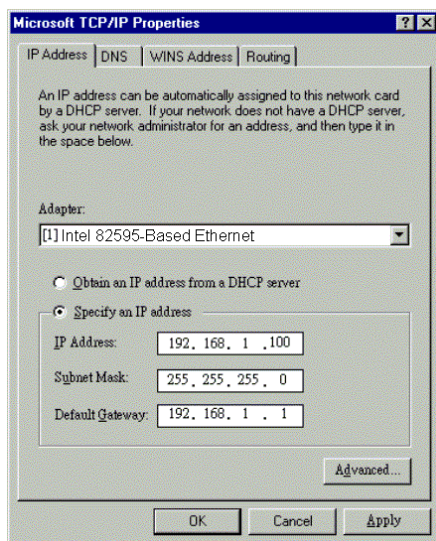 Microsoft TCP/IP Properties
IP Address DNS WINS Address Routing
An IP address can be automatically assigned to this network card
by a DHCP server. If your network does not have a DHCP server,
ask your network administrator for an address, and then type it in
the space below.
Adapter:
[1] Intel 82595-Based Ethernet
Obtain an IP address from a DHCP server
Specify an IP address
IP Address: 192. 168. 1 .100
Subnet Mask: 255. 255. 255. 0
Default Gateway: 192. 168. 1 . 1
Advanced...
OK Cancel Apply